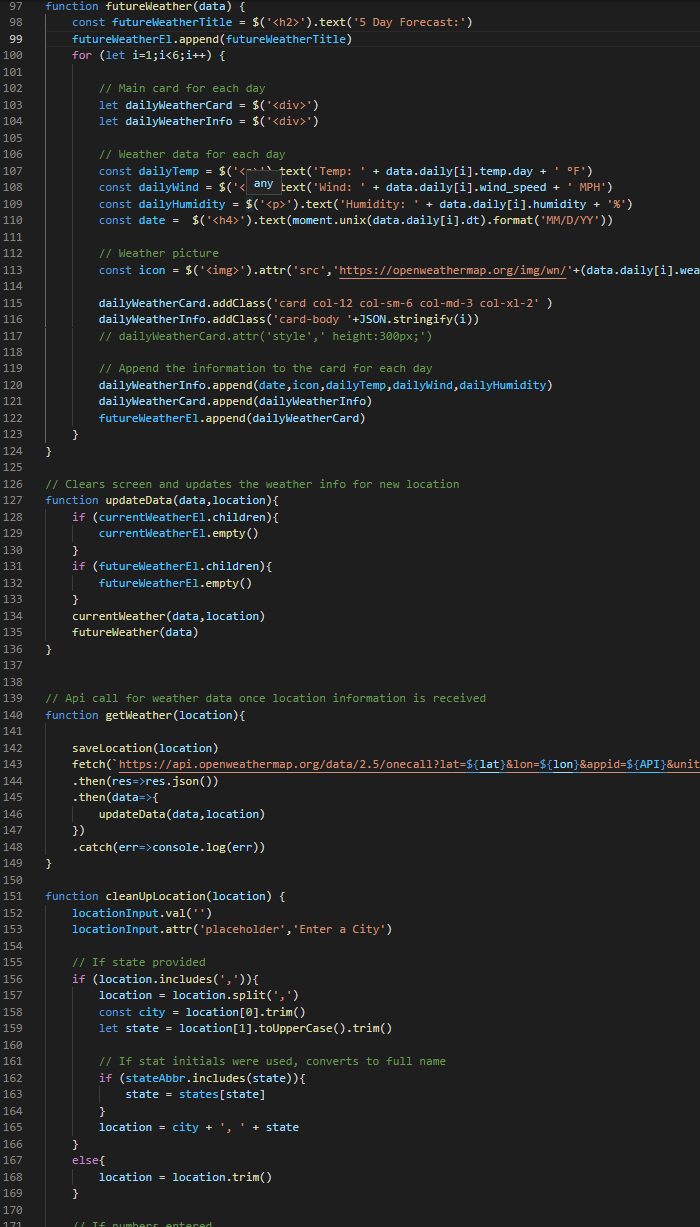 97 function futureWeather(data) {
98 const futureWeatherTitle = $('<h2>').text('5 Day Forecast:')
99 futureWeatherEl.append(futureWeatherTitle)
100 for (let i=1;i<6;i++) {
101
102 // Main card for each day
103 let dailyWeatherCard = $('<div>')
104 let dailyWeatherInfo = $('<div>')
105
106 // Weather data for each day
107 const dailyTemp = $('<p>').text('Temp: ' + data.daily[i].temp.day + ' °F')
108 const dailyWind = $('< any text('Wind: ' + data.daily[i].wind_speed + ' MPH')
109 const dailyHumidity = $('<p>').text('Humidity: ' + data.daily[i].humidity + '%')
110 const date =  $('<h4>').text(moment.unix(data.daily[i].dt).format('MM/D/YY'))
111
112 // Weather picture
113 const icon = $('<img>').attr('src','https://openweathermap.org/img/wn/'+(data.daily[i].wea
114
115 dailyWeatherCard.addClass('card col-12 col-sm-6 col-md-3 col-xl-2' )
116 dailyWeatherInfo.addClass('card-body '+JSON.stringify(i))
117 // dailyWeatherCard.attr('style',' height:300px;')
118
119 // Append the information to the card for each day
120 dailyWeatherInfo.append(date,icon,dailyTemp,dailyWind,dailyHumidity)
121 dailyWeatherCard.append(dailyWeatherInfo)
122 futureWeatherEl.append(dailyWeatherCard)
123 }
124 }
125
126 // Clears screen and updates the weather info for new location
127 function updateData(data,location){
128 if (currentWeatherEl.children){
129 currentWeatherEl.empty()
130 }
131 if (futureWeatherEl.children){
132 futureWeatherEl.empty()
133 }
134 currentWeather(data,location)
135 futureWeather(data)
136 }
137
138
139 // Api call for weather data once location information is received
140 function getWeather(location){
141
142 saveLocation(location)
143 fetch(`https://api.openweathermap.org/data/2.5/onecall?lat=${lat}&lon=${lon}&appid=${API}&unit
144 .then(res=>res.json())
145 .then(data=>{
146 updateData(data,location)
147 })
148 .catch(err=>console.log(err))
149 }
150
151 function cleanUpLocation(location) {
152 locationInput.val('')
153 locationInput.attr('placeholder','Enter a City')
154
155 // If state provided
156 if (location.includes(',')){
157 location = location.split(',')
158 const city = location[0].trim()
159 let state = location[1].toUpperCase().trim()
160
161 // If stat initials were used, converts to full name
162 if (stateAbbr.includes(state)){
163 state = states[state]
164 }
165 location = city + ', ' + state
166 }
167 else{
168 location = location.trim()
169 }
170
171 // If numbers entered